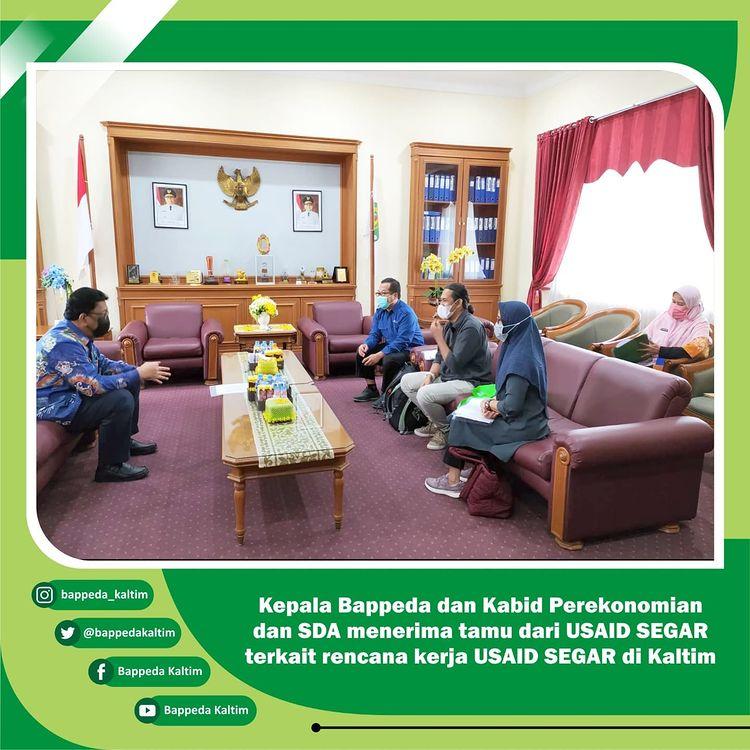 bappeda_kaltim
@bappedakaltim
Bappeda Kaltim
Bappeda Kaltim
Kepala Bappeda dan Kabid Perekonomian
dan SDA menerima tamu dari USAID SEGAR
terkait rencana kerja USAID SEGAR di Kaltim